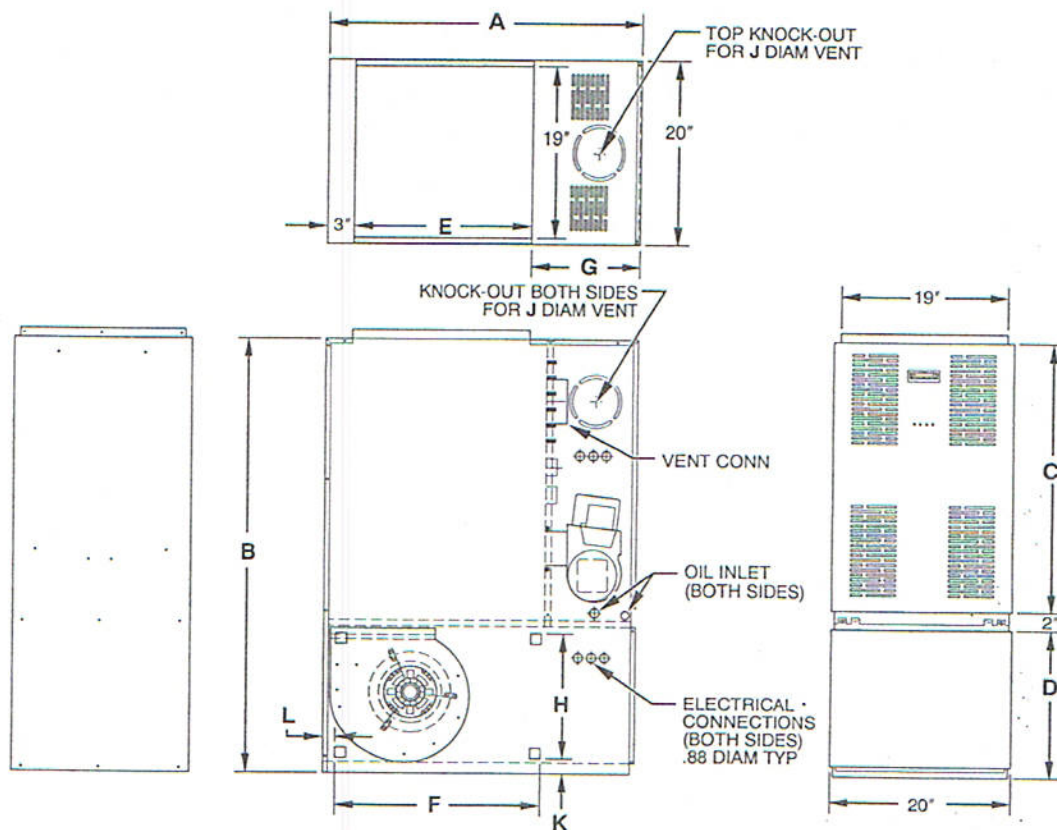 A
TOP KNOCK-OUT
FOR J DIAM VENT
19"
20"
3"
E
G
KNOCK-OUT BOTH SIDES
FOR J DIAM VENT
19"
VENT CONN
B
C
OIL INLET
(BOTH SIDES)
2"
H
D
L
ELECTRICAL
CONNECTIONS
(BOTH SIDES)
.88 DIAM TYP
F
K
20"